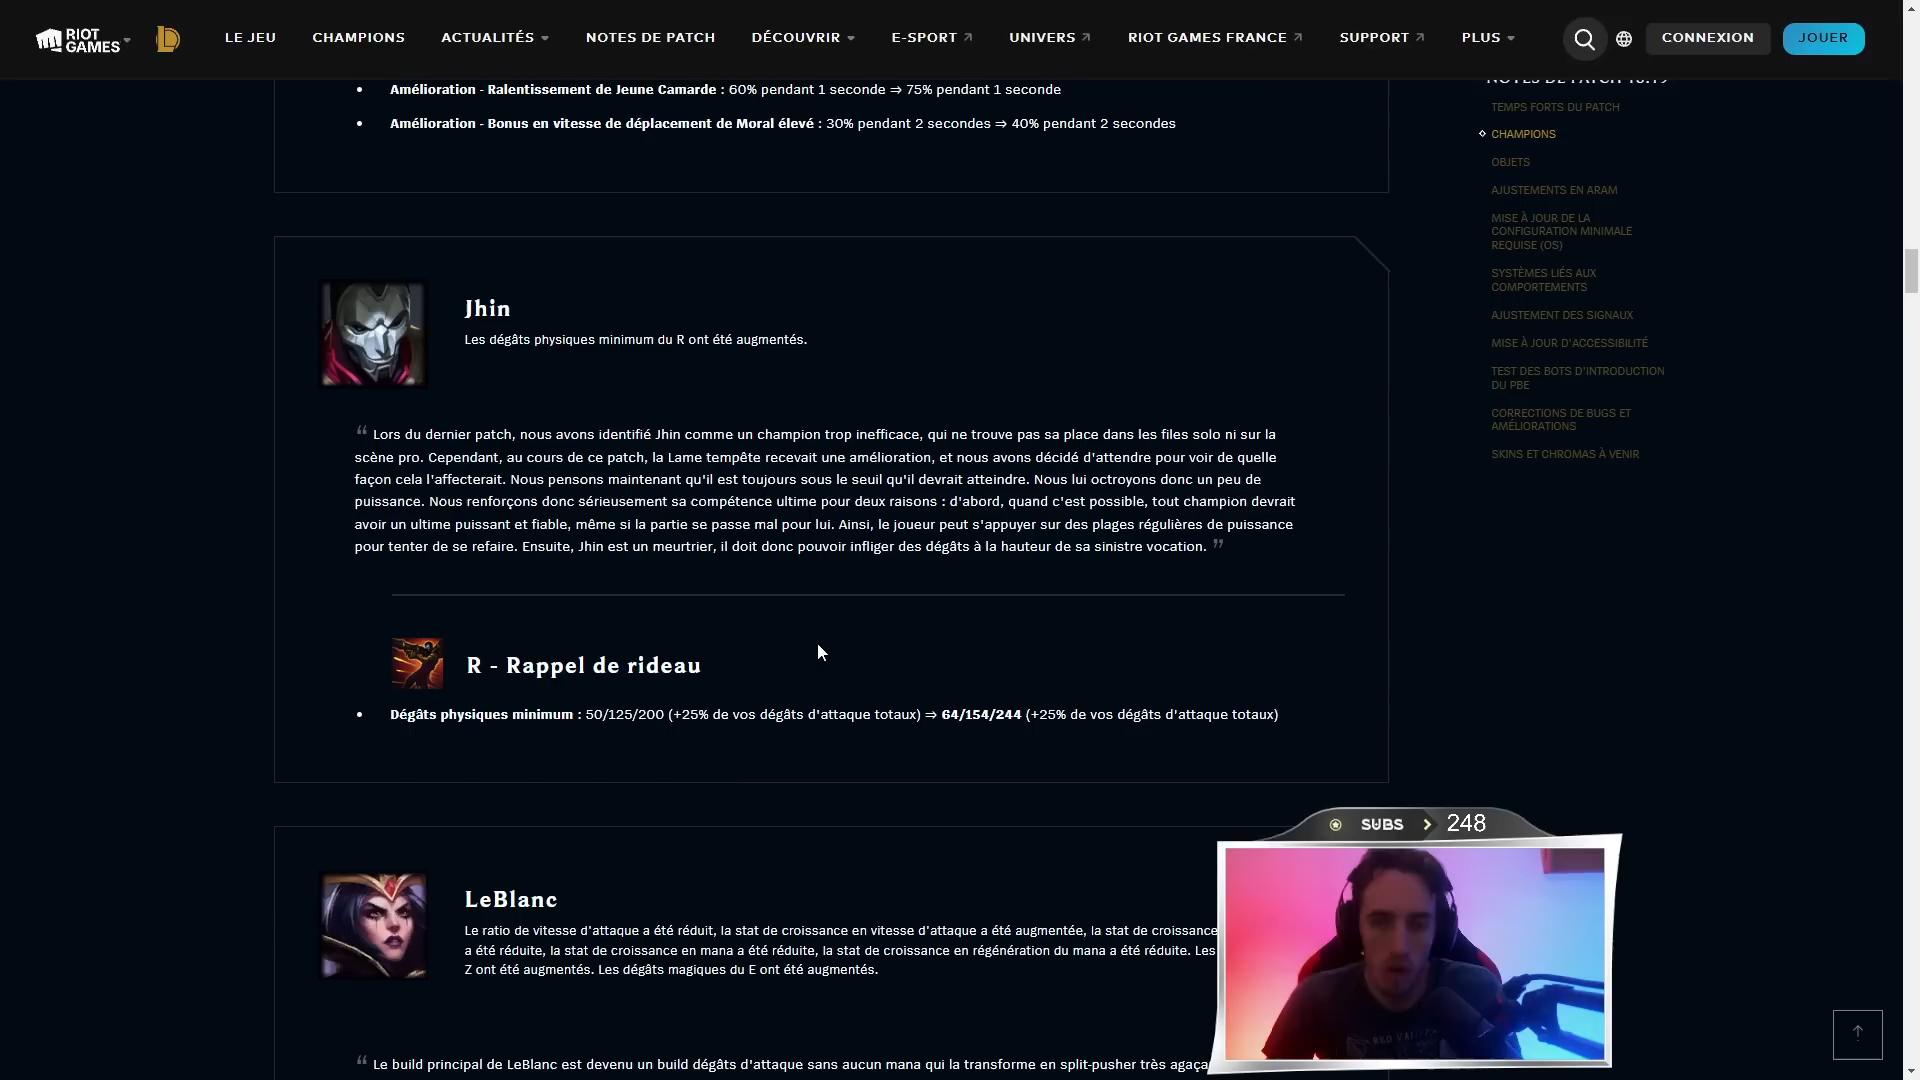 RIOT GAMES
LE JEU
CHAMPIONS
ACTUALITÉS
NOTES DE PATCH
DÉCOUVRIR
E-SPORT
UNIVERS
RIOT GAMES FRANCE
SUPPORT
PLUS
CONNEXION
JOUER
Amélioration - Ralentissement de Jeune Camarde : 60% pendant 1 seconde ⇒ 75% pendant 1 seconde
Amélioration - Bonus en vitesse de déplacement de Moral élevé : 30% pendant 2 secondes ⇒ 40% pendant 2 secondes
Jhin
Les dégâts physiques minimum du R ont été augmentés.
“ Lors du dernier patch, nous avons identifié Jhin comme un champion trop inefficace, qui ne trouve pas sa place dans les files solo ni sur la
scène pro. Cependant, au cours de ce patch, la Lame tempête recevait une amélioration, et nous avons décidé d'attendre pour voir de quelle
façon cela l'affecterait. Nous pensons maintenant qu'il est toujours sous le seuil qu'il devrait atteindre. Nous lui octroyons donc un peu de
puissance. Nous renforçons donc sérieusement sa compétence ultime pour deux raisons : d'abord, quand c'est possible, tout champion devrait
avoir un ultime puissant et fiable, même si la partie se passe mal pour lui. Ainsi, le joueur peut s'appuyer sur des plages régulières de puissance
pour tenter de se refaire. Ensuite, Jhin est un meurtrier, il doit donc pouvoir infliger des dégâts à la hauteur de sa sinistre vocation. ”
R - Rappel de rideau
Dégâts physiques minimum : 50/125/200 (+25% de vos dégâts d'attaque totaux) ⇒ 64/154/244 (+25% de vos dégâts d'attaque totaux)
LeBlanc
Le ratio de vitesse d'attaque a été réduit, la stat de croissance en vitesse d'attaque a été augmentée, la stat de croissance
a été réduite, la stat de croissance en mana a été réduite, la stat de croissance en régénération du mana a été réduite. Les
Z ont été augmentés. Les dégâts magiques du E ont été augmentés.
“ Le build principal de LeBlanc est devenu un build dégâts d'attaque sans aucun mana qui la transforme en split-pusher très agaça
NOTES DE PATCH 13.19
TEMPS FORTS DU PATCH
CHAMPIONS
OBJETS
AJUSTEMENTS EN ARAM
MISE À JOUR DE LA
CONFIGURATION MINIMALE
REQUISE (OS)
SYSTÈMES LIÉS AUX
COMPORTEMENTS
AJUSTEMENT DES SIGNAUX
MISE À JOUR D'ACCESSIBILITÉ
TEST DES BOTS D'INTRODUCTION
DU PBE
CORRECTIONS DE BUGS ET
AMÉLIORATIONS
SKINS ET CHROMAS À VENIR
SUBS > 248